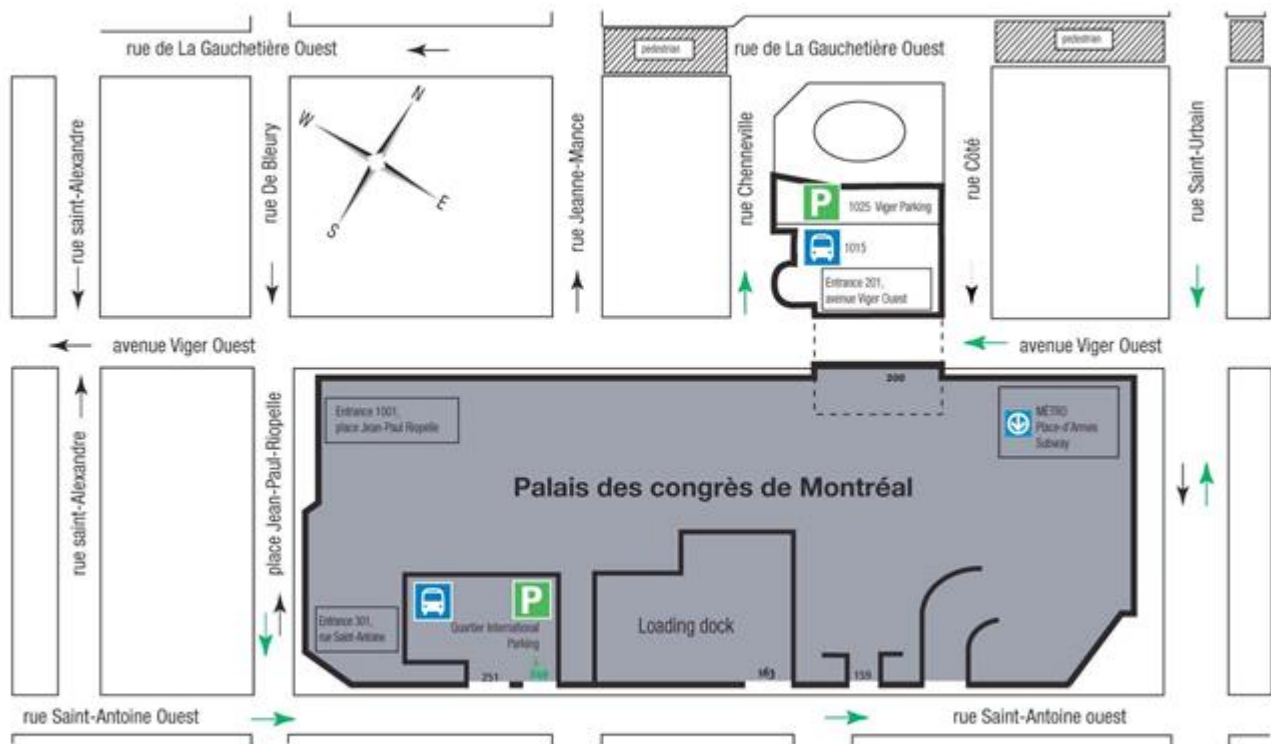 rue de La Gauchetière Ouest
pedestrian
rue de La Gauchetière Ouest
pedestrian
rue saint-Alexandre
rue De Bleury
N
W
E
S
rue Jeanne-Mance
rue Chenneville
P
1025 Viger Parking
1015
Entrance 201,
avenue Viger Ouest
rue Côté
rue Saint-Urbain
avenue Viger Ouest
avenue Viger Ouest
rue saint-Alexandre
place Jean-Paul-Riopelle
Entrance 1001,
place Jean-Paul Riopelle
200
MÉTRO
Place-d'Armes
Subway
Palais des congrès de Montréal
Entrance 301,
rue Saint-Antoine
P
Quartier International
Parking
Loading dock
251
163
159
rue Saint-Antoine Ouest
rue Saint-Antoine ouest